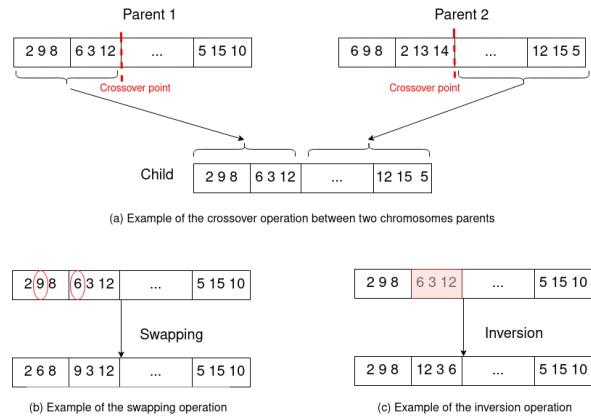 Parent 1 Parent 2
2 9 8 6 3 12 ... 5 15 10 6 9 8 2 13 14 ... 12 15 5
Crossover point Crossover point
Child 2 9 8 6 3 12 ... 12 15 5
(a) Example of the crossover operation between two chromosomes parents
2 9 8 6 3 12 ... 5 15 10 2 9 8 6 3 12 ... 5 15 10
Swapping Inversion
2 6 8 9 3 12 ... 5 15 10 2 9 8 12 3 6 ... 5 15 10
(b) Example of the swapping operation (c) Example of the inversion operation